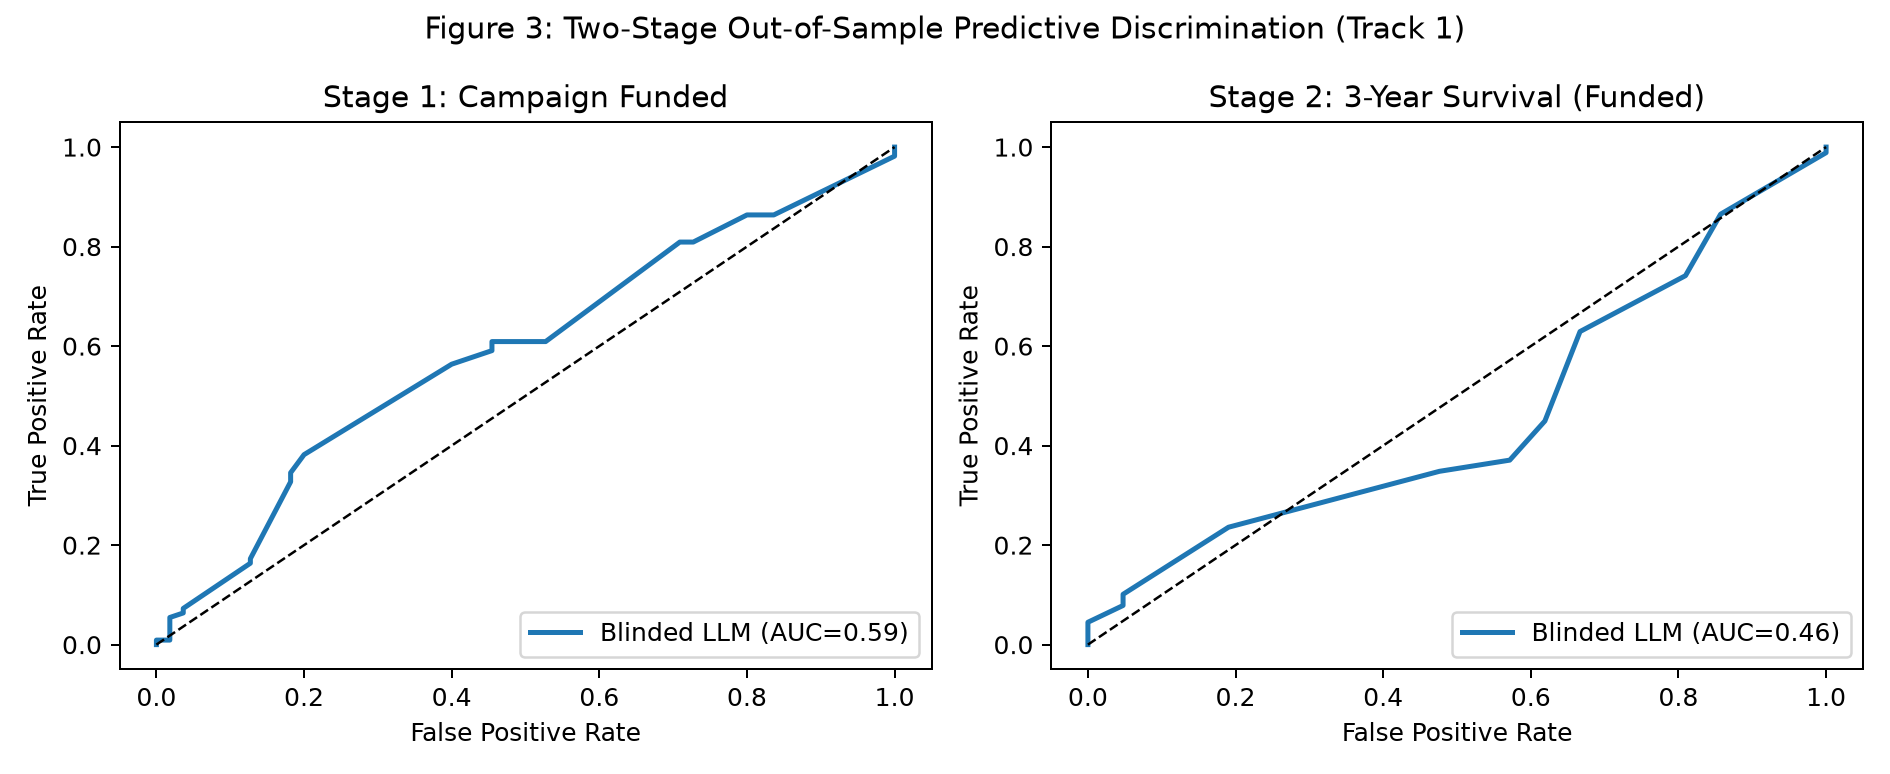 Figure 3: Two-Stage Out-of-Sample Predictive Discrimination (Track 1)
Stage 1: Campaign Funded
True Positive Rate
1.0
0.8
0.6
0.4
0.2
0.0
Blinded LLM (AUC=0.59)
0.0 0.2 0.4 0.6 0.8 1.0
False Positive Rate
Stage 2: 3-Year Survival (Funded)
True Positive Rate
1.0
0.8
0.6
0.4
0.2
0.0
Blinded LLM (AUC=0.46)
0.0 0.2 0.4 0.6 0.8 1.0
False Positive Rate